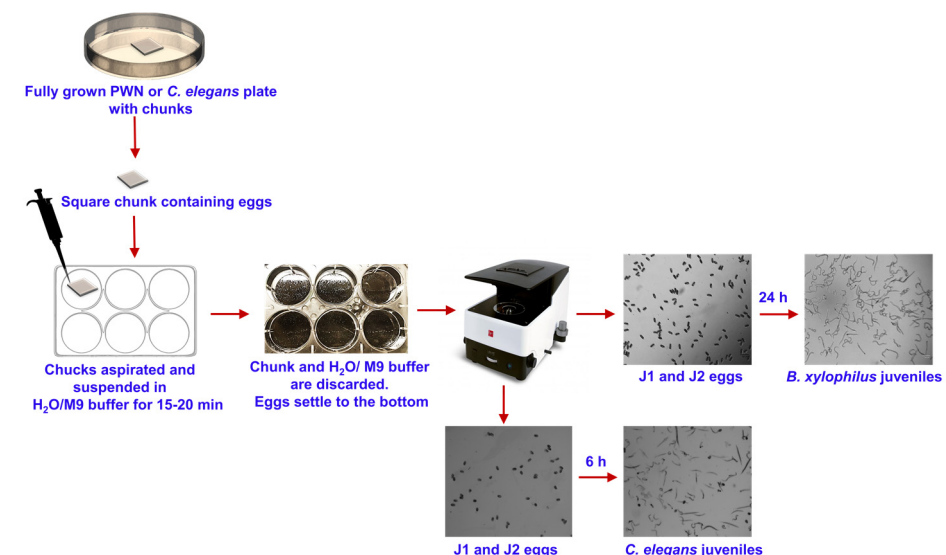 Fully grown PWN or C. elegans plate
with chunks
Square chunk containing eggs
Chucks aspirated and
suspended in
H₂O/M9 buffer for 15-20 min
Chunk and H₂O/ M9 buffer
are discarded.
Eggs settle to the bottom
J1 and J2 eggs
24 h
B. xylophilus juveniles
J1 and J2 eggs
6 h
C. elegans juveniles